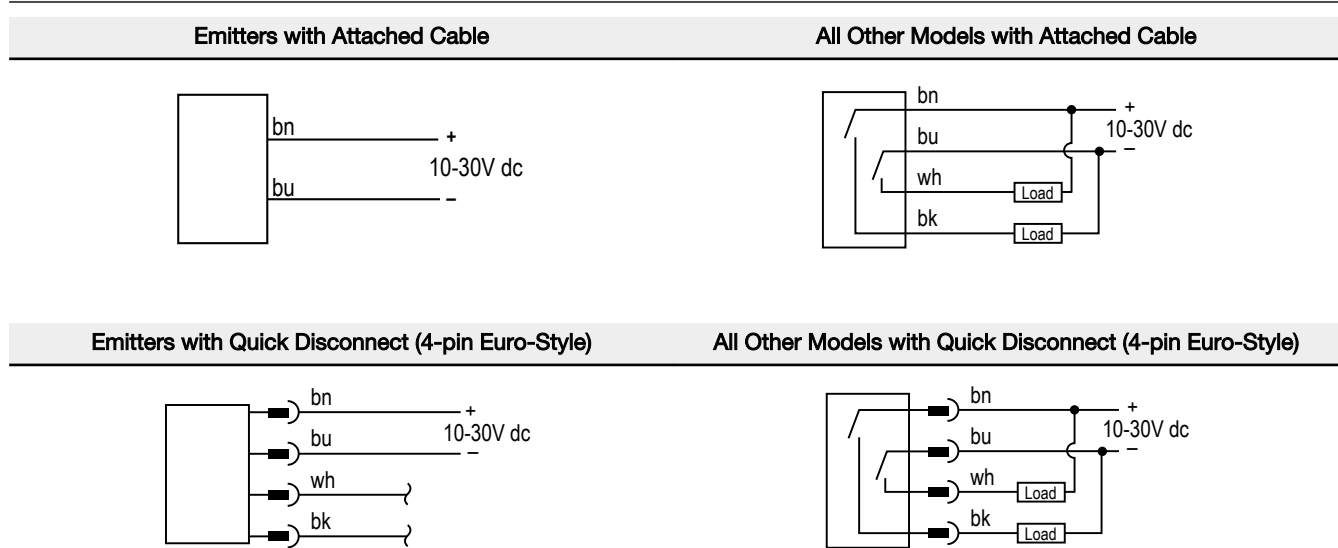 Emitters with Attached Cable
All Other Models with Attached Cable
bn
+
10-30V dc
bu
–
bn
+
10-30V dc
bu
–
wh
Load
bk
Load
Emitters with Quick Disconnect (4-pin Euro-Style)
All Other Models with Quick Disconnect (4-pin Euro-Style)
bn
+
10-30V dc
bu
–
wh
bk
bn
+
10-30V dc
bu
–
wh
Load
bk
Load